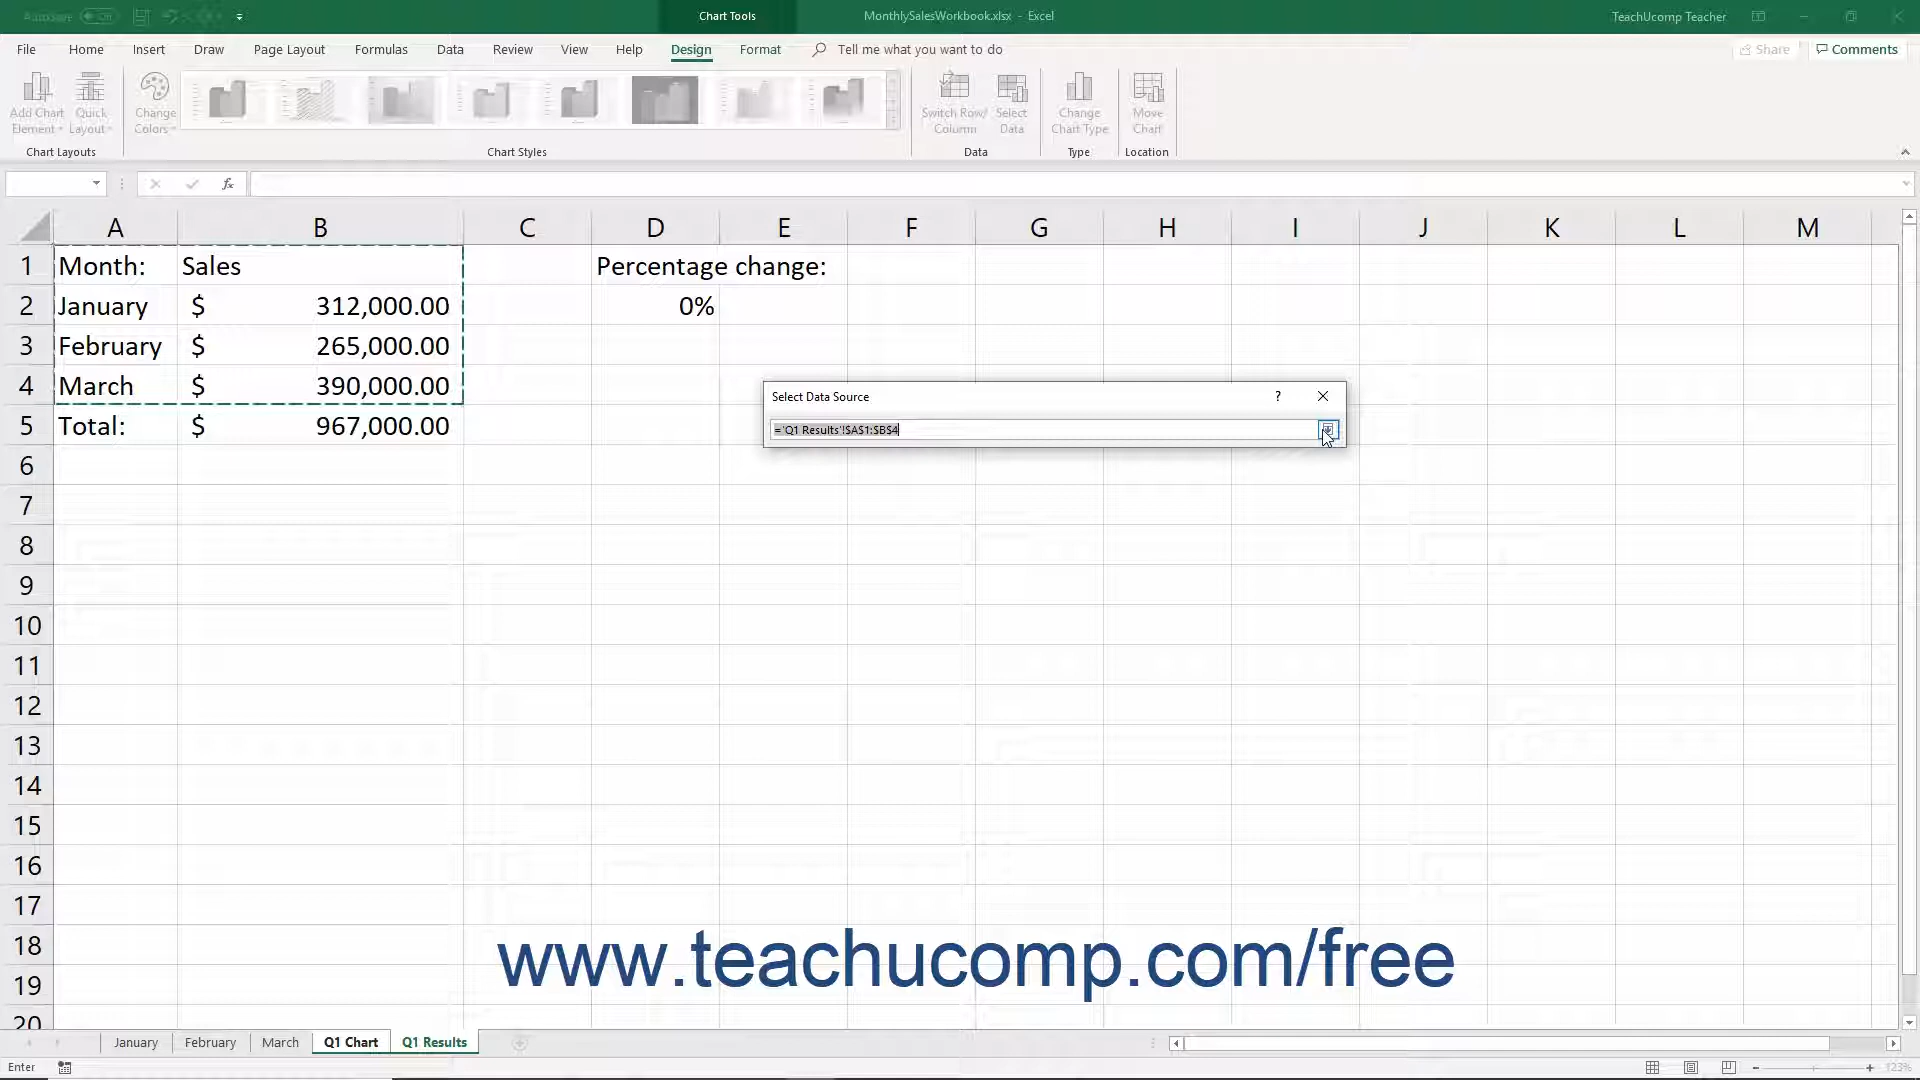 AutoSave Off
Chart Tools
MonthlySalesWorkbook.xlsx - Excel
TeachUcomp Teacher
File Home Insert Draw Page Layout Formulas Data Review View Help Design Format Tell me what you want to do Share Comments
Add Chart Element
Quick Layout
Change Colors
Switch Row/ Column
Select Data
Change Chart Type
Move Chart
Chart Layouts Chart Styles Data Type Location
fx
A B C D E F G H I J K L M
1 Month: Sales Percentage change:
2 January $ 312,000.00 0%
3 February $ 265,000.00
4 March $ 390,000.00
Select Data Source ?
5 Total: $ 967,000.00
='Q1 Results'!$A$1:$B$4
6
7
8
9
10
11
12
13
14
15
16
17
18
www.teachucomp.com/free
19
20
January February March Q1 Chart Q1 Results
Enter
123%